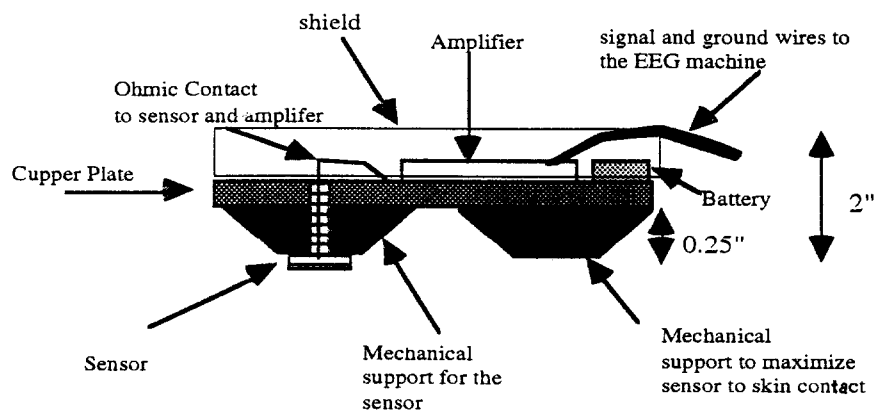 shield
Amplifier
signal and ground wires to
the EEG machine
Ohmic Contact
to sensor and amplifer
Cupper Plate
Battery
2"
0.25"
Sensor
Mechanical
support for the
sensor
Mechanical
support to maximize
sensor to skin contact